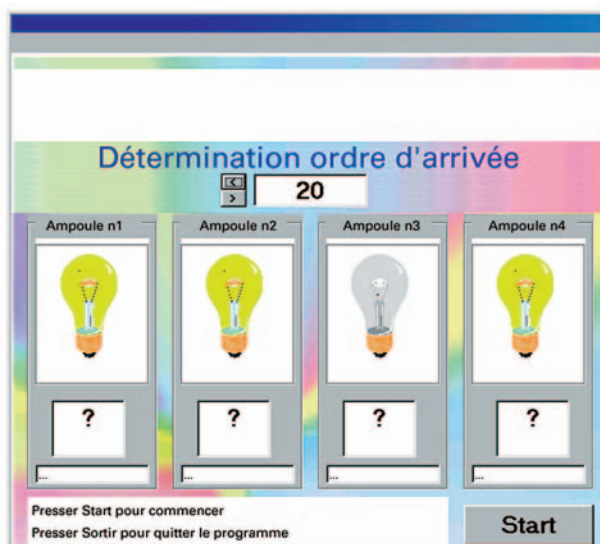 Détermination ordre d'arrivée
< 20
>
Ampoule n1 Ampoule n2 Ampoule n3 Ampoule n4
? ? ? ?
... ... ... ...
Presser Start pour commencer
Presser Sortir pour quitter le programme
Start